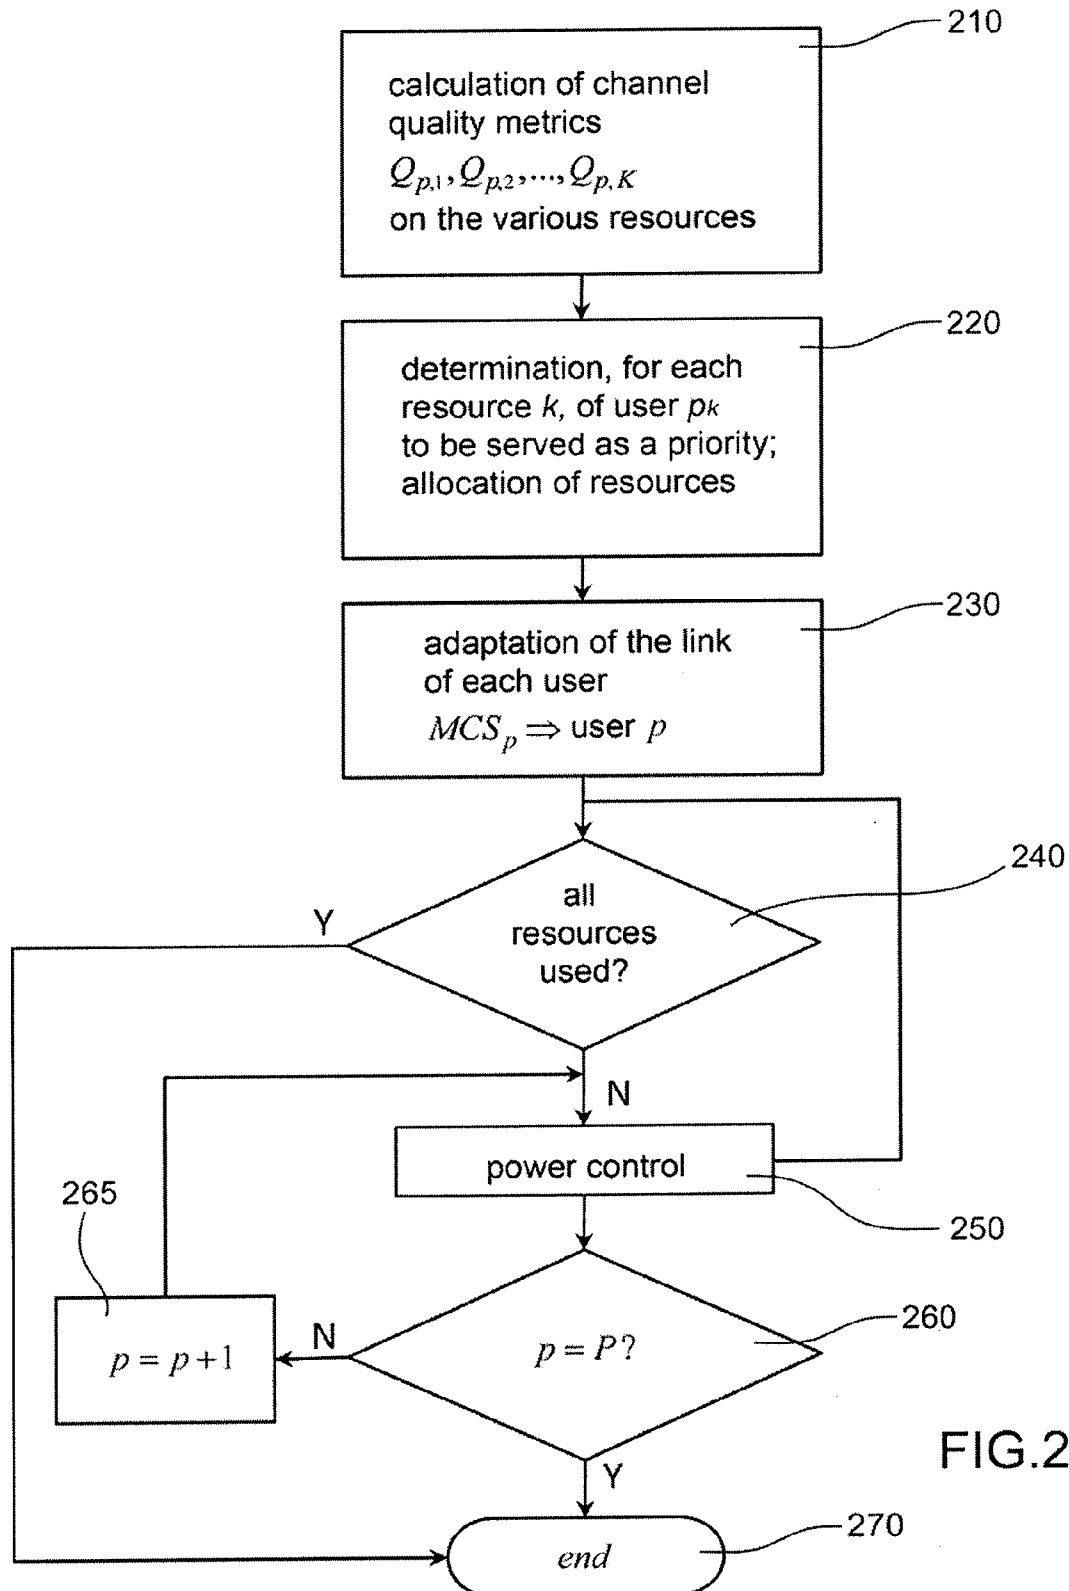 210
calculation of channel
quality metrics
Q_{p,1}, Q_{p,2}, ..., Q_{p,K}
on the various resources
220
determination, for each
resource k, of user p_k
to be served as a priority;
allocation of resources
230
adaptation of the link
of each user
MCS_p ⇒ user p
240
all
resources
used?
Y
N
power control
250
265
260
p = P?
N
p = p+1
FIG.2
Y
270
end